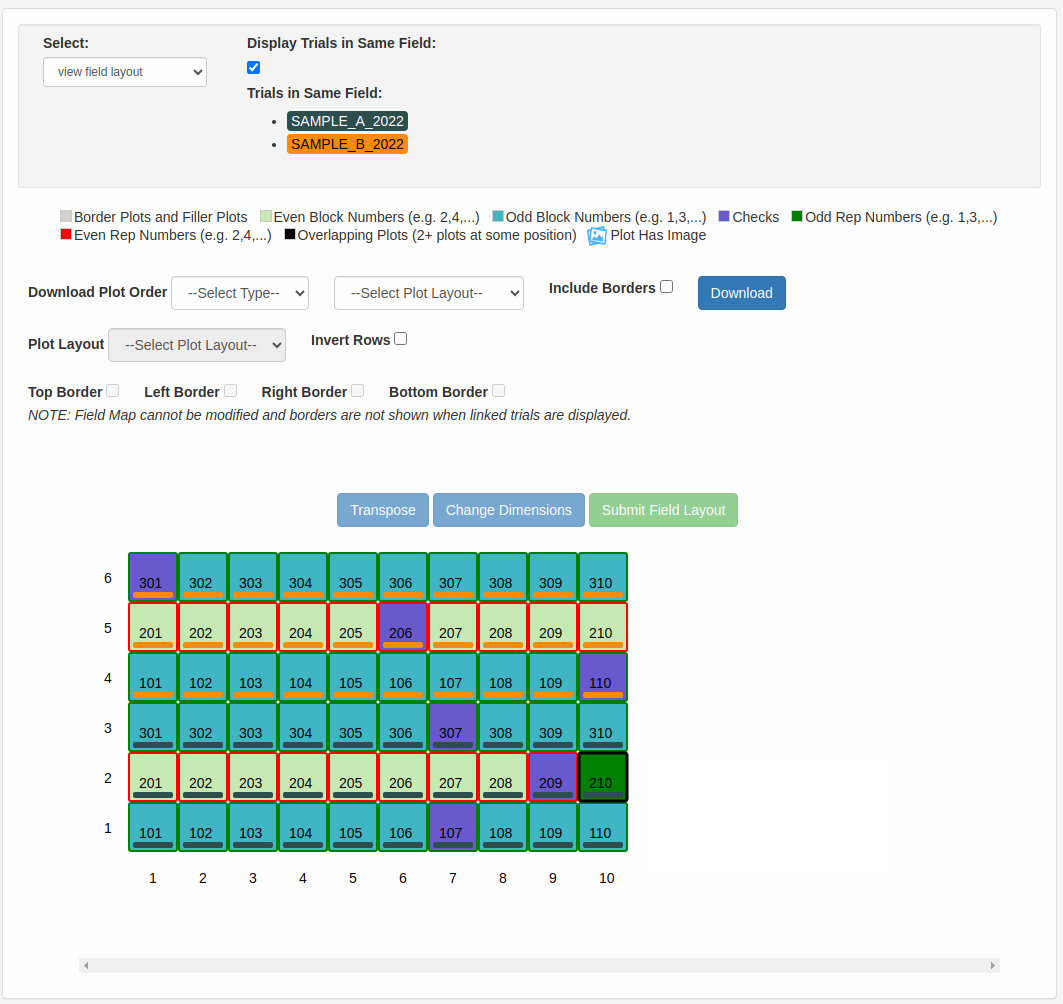 Select:
Display Trials in Same Field:
view field layout
Trials in Same Field:
• SAMPLE_A_2022
• SAMPLE_B_2022
Border Plots and Filler Plots Even Block Numbers (e.g. 2,4,...) Odd Block Numbers (e.g. 1,3,...) Checks Odd Rep Numbers (e.g. 1,3,...)
Even Rep Numbers (e.g. 2,4,...) Overlapping Plots (2+ plots at some position) Plot Has Image
Download Plot Order --Select Type-- --Select Plot Layout-- Include Borders Download
Plot Layout --Select Plot Layout-- Invert Rows
Top Border Left Border Right Border Bottom Border
NOTE: Field Map cannot be modified and borders are not shown when linked trials are displayed.
Transpose Change Dimensions Submit Field Layout
6 301 302 303 304 305 306 307 308 309 310
5 201 202 203 204 205 206 207 208 209 210
4 101 102 103 104 105 106 107 108 109 110
3 301 302 303 304 305 306 307 308 309 310
2 201 202 203 204 205 206 207 208 209 210
1 101 102 103 104 105 106 107 108 109 110
1 2 3 4 5 6 7 8 9 10